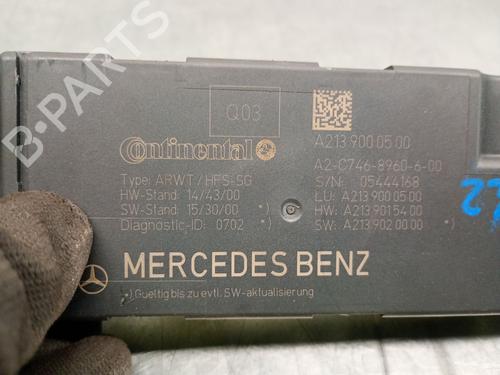 B-PARTS
Q03
Continental
A213 900 05 00
A2-C746-8960-6-00
Type: ARWT / HFS-SG
S/N: 05444168
HW-Stand: 14/43/00
LU: A213 900 05 00
SW-Stand: 15/30/00 *)
HW: A213 901 54 00
Diagnostic-ID: 0702
SW: A213 902 00 00
MERCEDES BENZ
*) Gueltig bis zu evtl. SW-aktualisierung